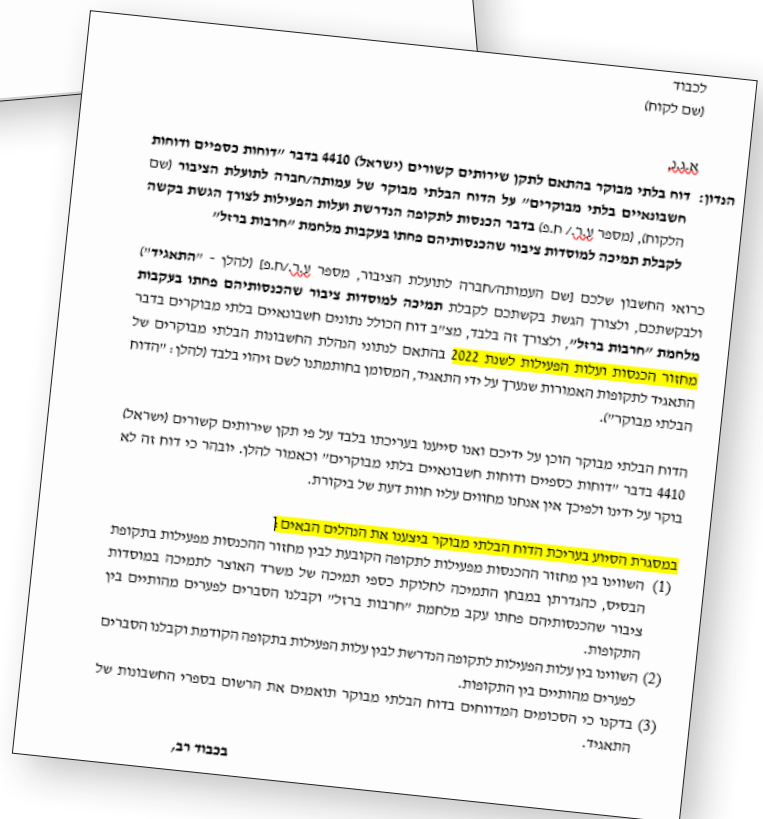 לכבוד
(שם לקוח)
א.ג.נ,
הנדון: דוח בלתי מבוקר בהתאם לתקן שירותים קשורים (ישראל) 4410 בדבר "דוחות כספיים ודוחות
חשבונאיים בלתי מבוקרים" על הדוח הבלתי מבוקר של עמותה/חברה לתועלת הציבור (שם
הלקוח), (מספר ע.ר./ ח.פ) בדבר הכנסות לתקופה הנדרשת ועלות הפעילות לצורך הגשת בקשה
לקבלת תמיכה למוסדות ציבור שהכנסותיהם פחתו בעקבות מלחמת "חרבות ברזל"
כרואי החשבון שלכם [שם העמותה/חברה לתועלת הציבור, מספר ע.ר./ח.פ] (להלן - "התאגיד")
ולבקשתכם, ולצורך הגשת בקשתכם לקבלת תמיכה למוסדות ציבור שהכנסותיהם פחתו בעקבות
מלחמת "חרבות ברזל", ולצורך זה בלבד, מצ"ב דוח הכולל נתונים חשבונאיים בלתי מבוקרים בדבר
מחזור הכנסות ועלות הפעילות לשנת 2022 בהתאם לנתוני הנהלת החשבונות הבלתי מבוקרים של
התאגיד לתקופות האמורות שנערך על ידי התאגיד, המסומן בחותמתנו לשם זיהוי בלבד (להלן: "הדוח
הבלתי מבוקר").
הדוח הבלתי מבוקר הוכן על ידיכם ואנו סייענו בעריכתו בלבד על פי תקן שירותים קשורים (ישראל)
4410 בדבר "דוחות כספיים ודוחות חשבונאיים בלתי מבוקרים" וכאמור להלן. יובהר כי דוח זה לא
בוקר על ידינו ולפיכך אין אנחנו מחווים עליו חוות דעת של ביקורת.
במסגרת הסיוע בעריכת הדוח הבלתי מבוקר ביצענו את הנהלים הבאים:
(1) השווינו בין מחזור ההכנסות מפעילות לתקופה הקובעת לבין מחזור ההכנסות מפעילות בתקופת
הבסיס, כהגדרתן במבחן התמיכה לחלוקת כספי תמיכה של משרד האוצר לתמיכה במוסדות
ציבור שהכנסותיהם פחתו עקב מלחמת "חרבות ברזל" וקבלנו הסברים לפערים מהותיים בין
התקופות.
(2) השווינו בין עלות הפעילות לתקופה הנדרשת לבין עלות הפעילות בתקופה הקודמת וקבלנו הסברים
לפערים מהותיים בין התקופות.
(3) בדקנו כי הסכומים המדווחים בדוח הבלתי מבוקר תואמים את הרשום בספרי החשבונות של
התאגיד.
בכבוד רב,